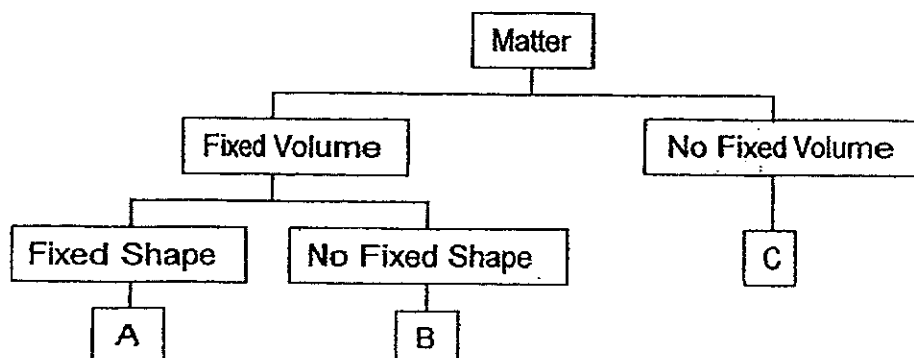 Matter
Fixed Volume
No Fixed Volume
Fixed Shape
No Fixed Shape
C
A
B